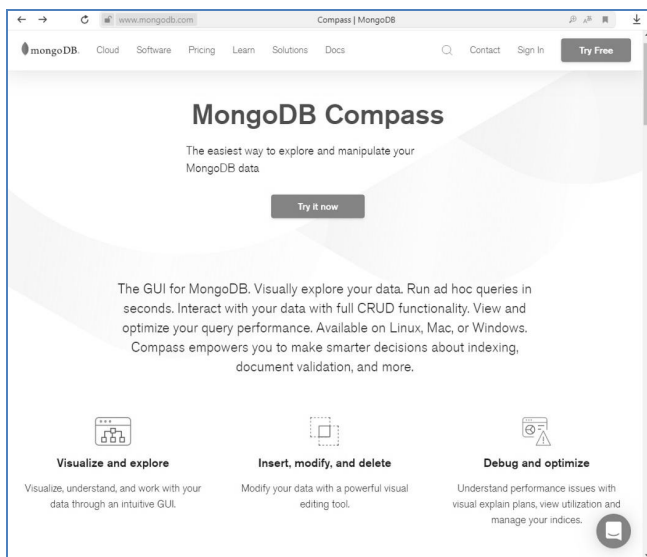 www.mongodb.com
Compass | MongoDB
mongoDB.
Cloud
Software
Pricing
Learn
Solutions
Docs
Contact
Sign In
Try Free
MongoDB Compass
The easiest way to explore and manipulate your
MongoDB data
Try it now
The GUI for MongoDB. Visually explore your data. Run ad hoc queries in
seconds. Interact with your data with full CRUD functionality. View and
optimize your query performance. Available on Linux, Mac, or Windows.
Compass empowers you to make smarter decisions about indexing,
document validation, and more.
Visualize and explore
Visualize, understand, and work with your
data through an intuitive GUI.
Insert, modify, and delete
Modify your data with a powerful visual
editing tool.
Debug and optimize
Understand performance issues with
visual explain plans, view utilization and
manage your indices.